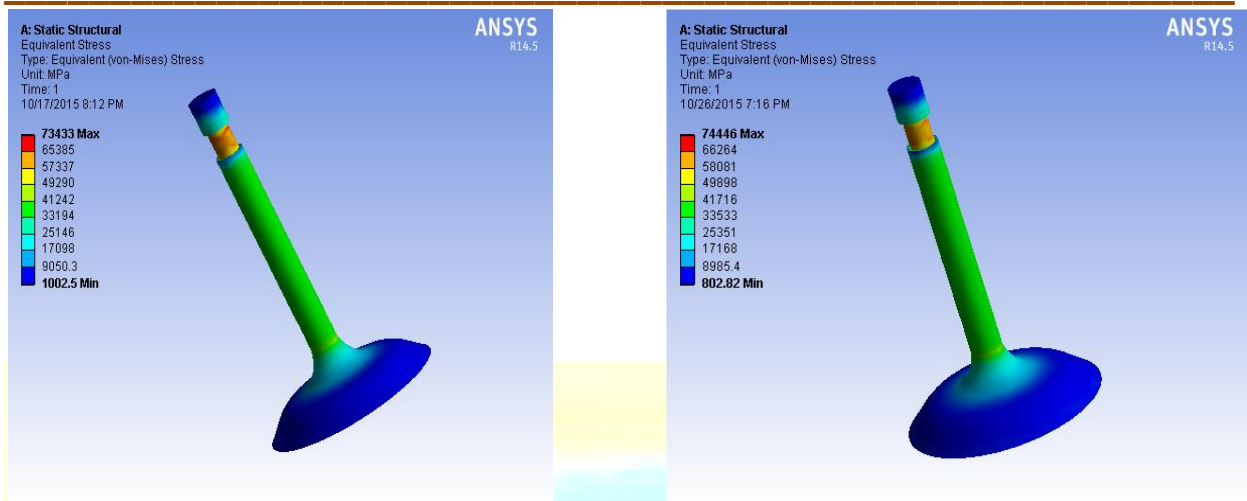 A: Static Structural
Equivalent Stress
Type: Equivalent (von-Mises) Stress
Unit: MPa
Time: 1
10/17/2015 8:12 PM
73433 Max
65385
57337
49290
41242
33194
25146
17098
9050.3
1002.5 Min
ANSYS
R14.5
A: Static Structural
Equivalent Stress
Type: Equivalent (von-Mises) Stress
Unit: MPa
Time: 1
10/26/2015 7:16 PM
74446 Max
66264
58081
49898
41716
33533
25351
17168
8985.4
802.82 Min
ANSYS
R14.5